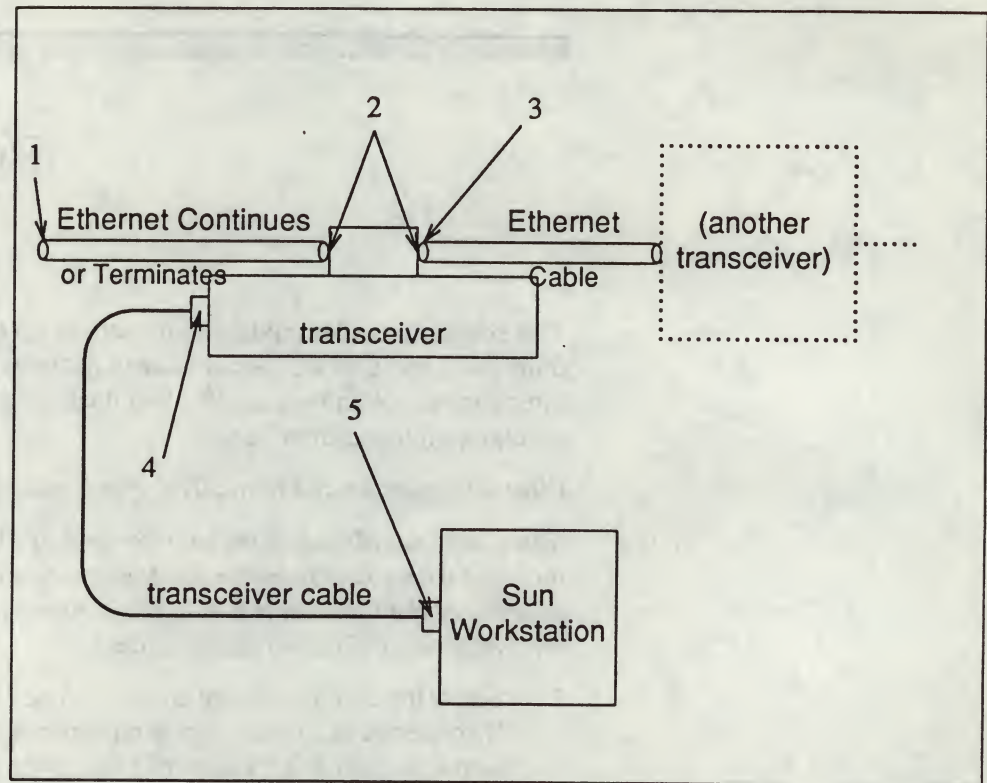 2
3
1
Ethernet Continues
or Terminates
Ethernet
Cable
(another
transceiver)
transceiver
4
5
transceiver cable
Sun
Workstation